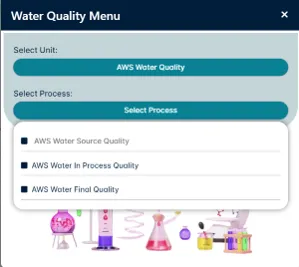 Water Quality Menu ×
Select Unit:
AWS Water Quality
Select Process:
Select Process
AWS Water Source Quality
AWS Water In Process Quality
AWS Water Final Quality